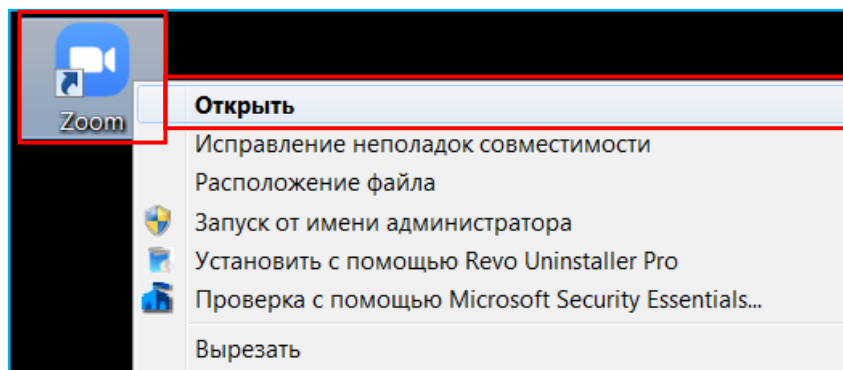 Zoom
Открыть
Исправление неполадок совместимости
Расположение файла
Запуск от имени администратора
Установить с помощью Revo Uninstaller Pro
Проверка с помощью Microsoft Security Essentials...
Вырезать